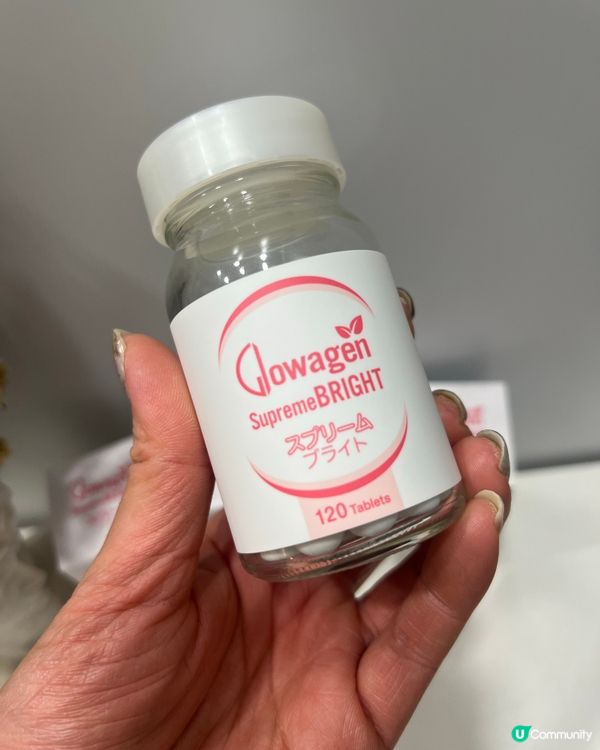 Glowagen
SupremeBRIGHT
スプリーム
ブライト
120 Tablets
U Community